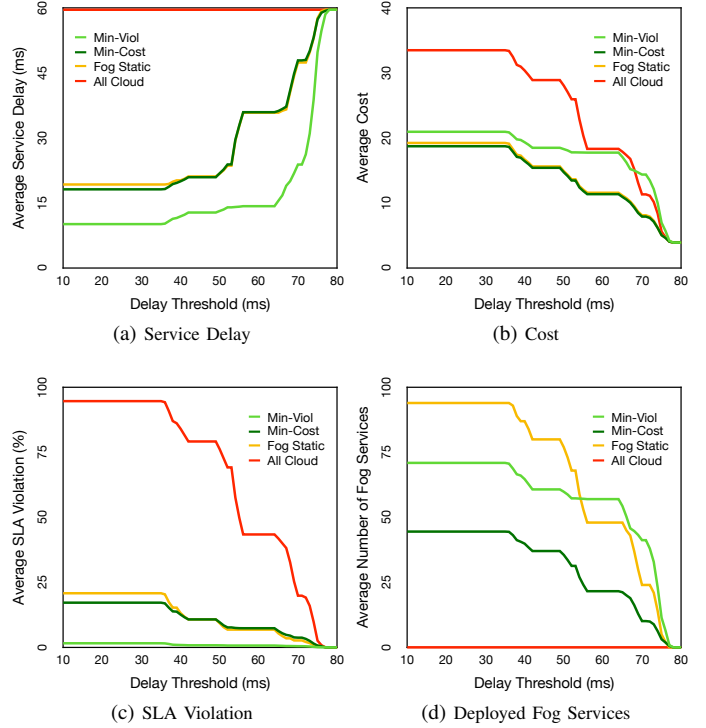 60
45
30
15
0
Average Service Delay (ms)
Min-Viol
Min-Cost
Fog Static
All Cloud
10 20 30 40 50 60 70 80
Delay Threshold (ms)
(a) Service Delay
40
30
20
10
0
Average Cost
Min-Viol
Min-Cost
Fog Static
All Cloud
10 20 30 40 50 60 70 80
Delay Threshold (ms)
(b) Cost
100
75
50
25
0
Average SLA Violation (%)
Min-Viol
Min-Cost
Fog Static
All Cloud
10 20 30 40 50 60 70 80
Delay Threshold (ms)
(c) SLA Violation
100
75
50
25
0
Average Number of Fog Services
Min-Viol
Min-Cost
Fog Static
All Cloud
10 20 30 40 50 60 70 80
Delay Threshold (ms)
(d) Deployed Fog Services